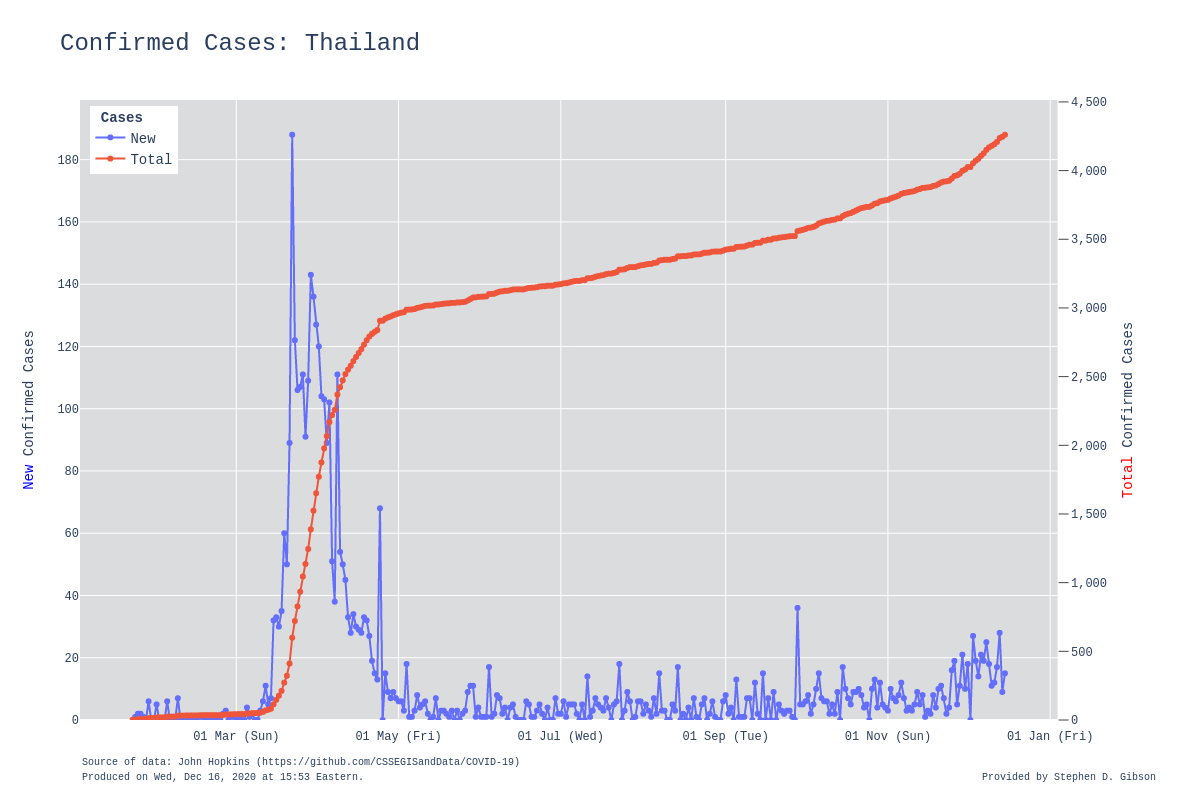 Confirmed Cases: Thailand
Cases
New
Total
180
160
140
120
100
80
60
40
20
0
4,500
4,000
3,500
3,000
2,500
2,000
1,500
1,000
500
0
New Confirmed Cases
Total Confirmed Cases
01 Mar (Sun)
01 May (Fri)
01 Jul (Wed)
01 Sep (Tue)
01 Nov (Sun)
01 Jan (Fri)
Source of data: John Hopkins (https://github.com/CSSEGISandData/COVID-19)
Produced on Wed, Dec 16, 2020 at 15:53 Eastern.
Provided by Stephen D. Gibson